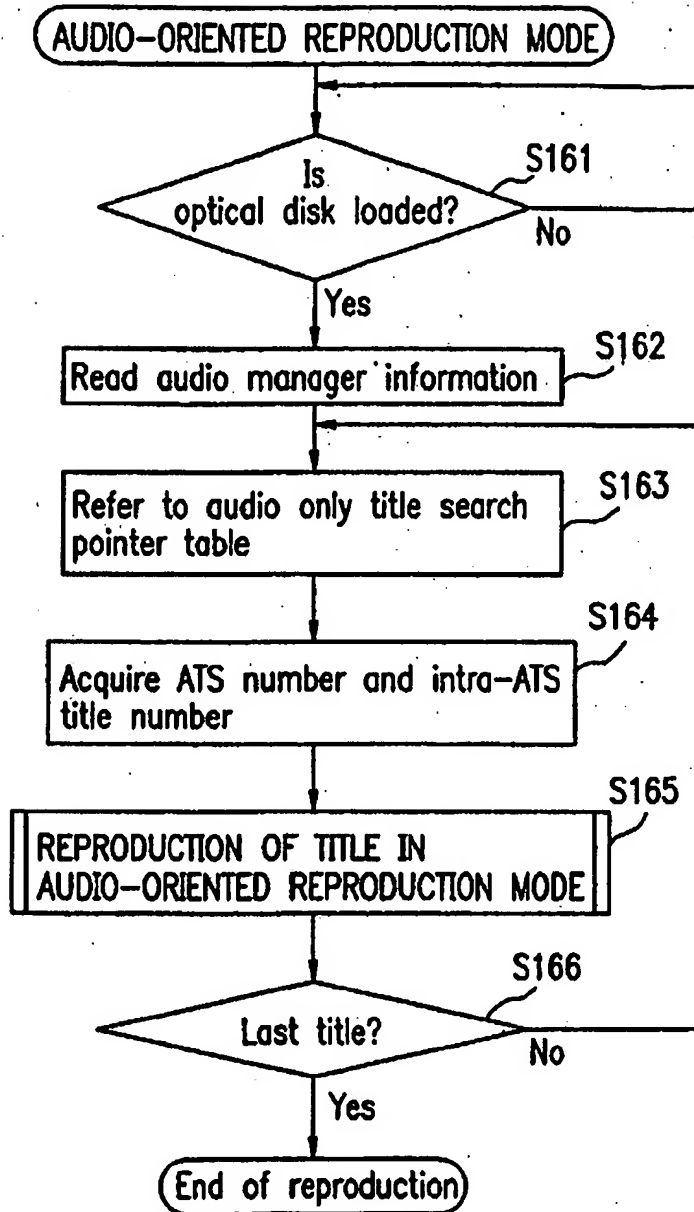 AUDIO-ORIENTED REPRODUCTION MODE
S161
Is
optical disk loaded?
No
Yes
S162
Read audio manager information
S163
Refer to audio only title search
pointer table
S164
Acquire ATS number and intra-ATS
title number
S165
REPRODUCTION OF TITLE IN
AUDIO-ORIENTED REPRODUCTION MODE
S166
Last title?
No
Yes
End of reproduction